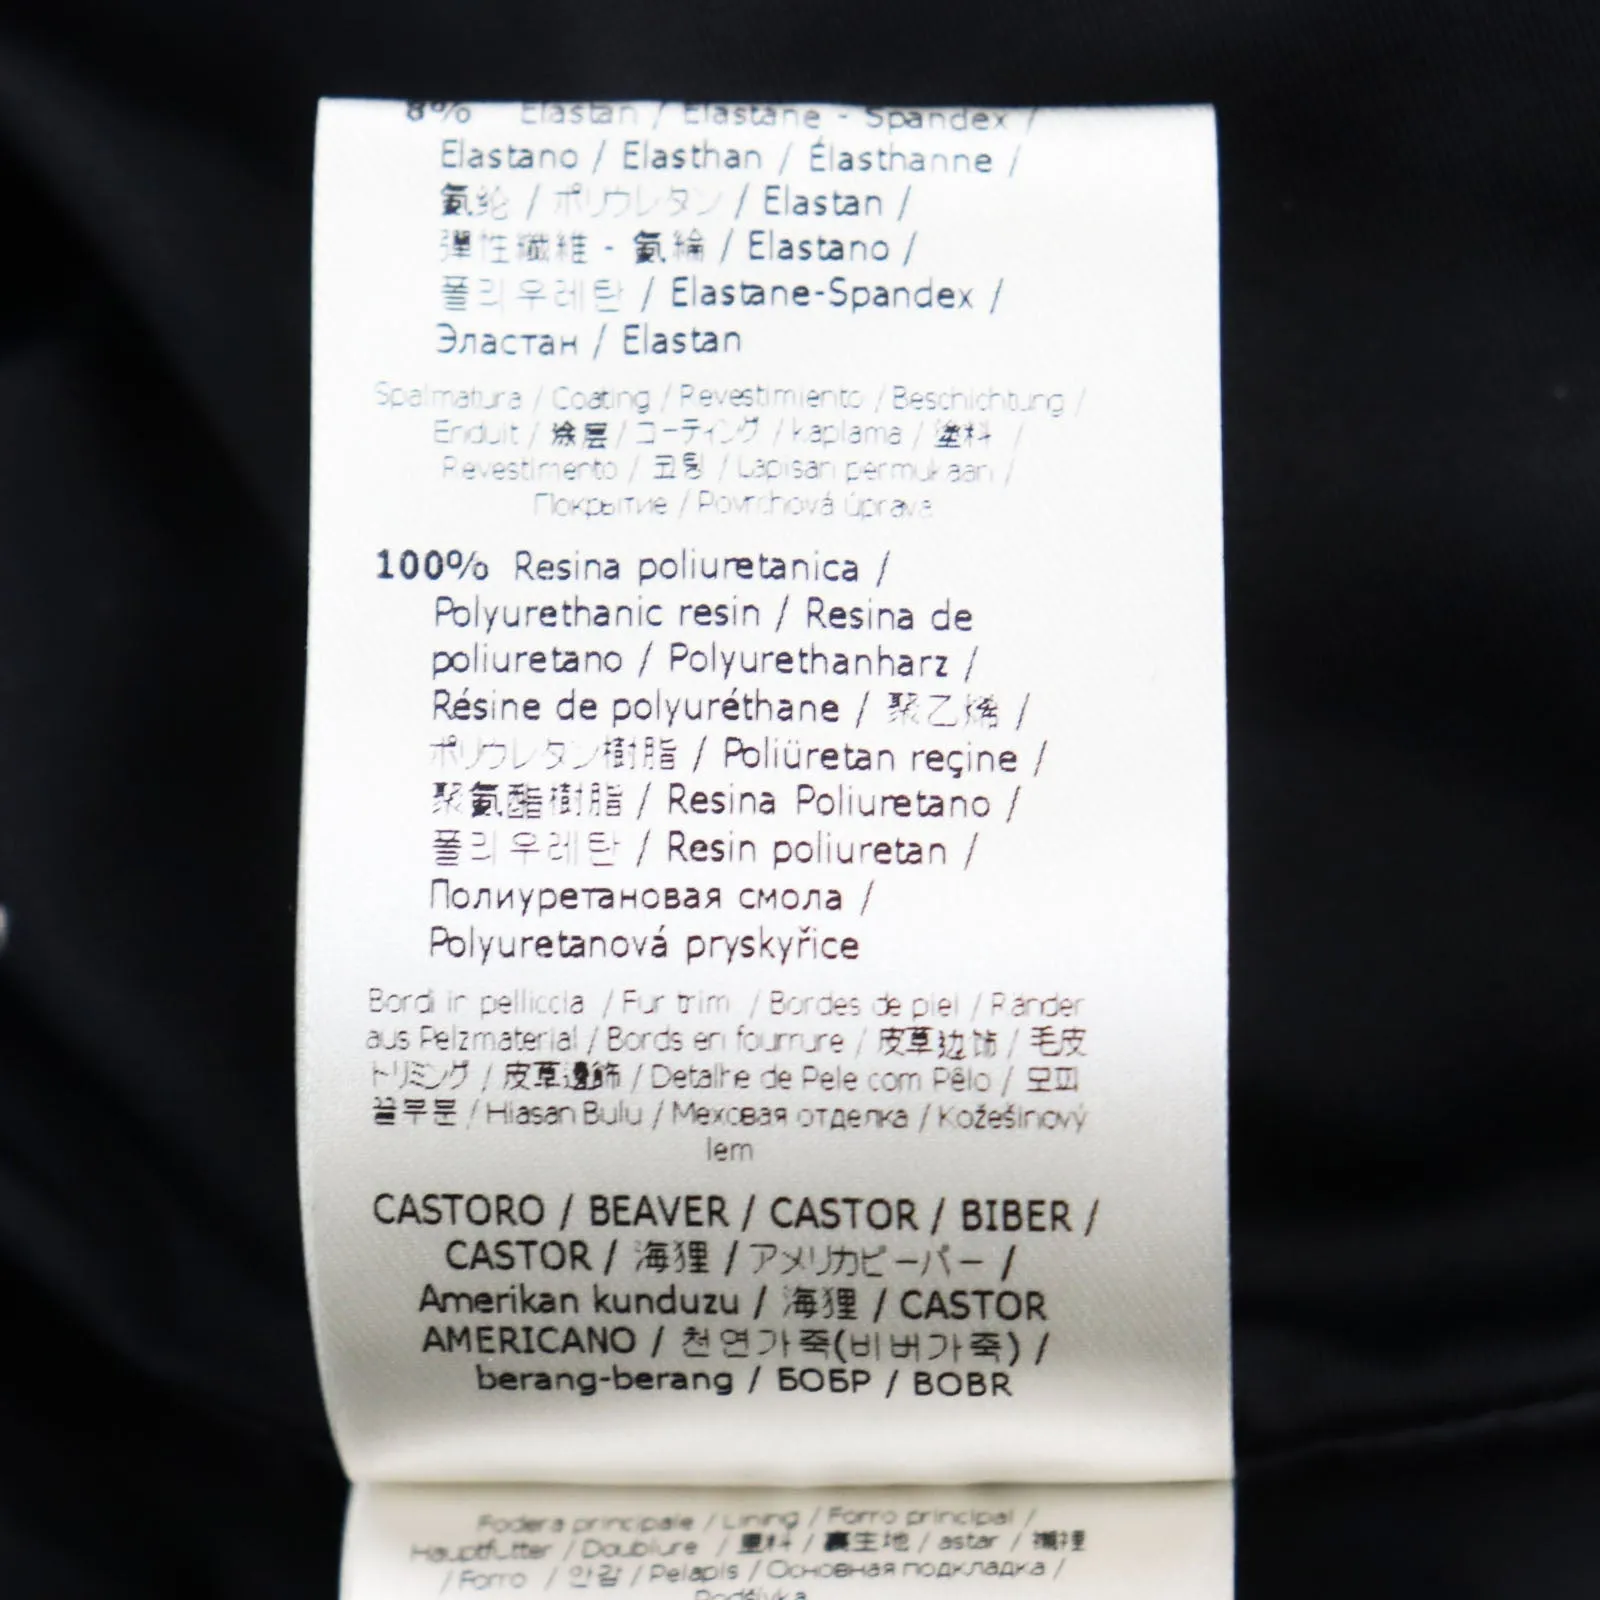 8% Elastan / Elastane - Spandex /
Elastano / Elasthan / Élasthanne /
氨纶 / ポリウレタン / Elastan /
彈性纖維 - 氨綸 / Elastano /
폴리우레탄 / Elastane-Spandex /
Эластан / Elastan
Spalmatura / Coating / Revestimiento / Beschichtung /
Enduit / 涂层 / コーティング / kaplama / 塗料 /
Revestimento / 코팅 / Lapisan permukaan /
Покрытие / Povrchová úprava
100% Resina poliuretanica /
Polyurethanic resin / Resina de
poliuretano / Polyurethanharz /
Résine de polyuréthane / 聚乙烯 /
ポリウレタン樹脂 / Poliüretan reçine /
聚氨酯樹脂 / Resina Poliuretano /
폴리우레탄 / Resin poliuretan /
Полиуретановая смола /
Polyuretanová pryskyřice
Bordi in pelliccia / Fur trim / Bordes de piel / Ränder
aus Pelzmaterial / Bords en fourrure / 皮草边饰 / 毛皮
トリミング / 皮草邊飾 / Detalhe de Pele com Pêlo / 모피
끌무문 / Hiasan Bulu / Меховая отделка / Kožešinový
lem
CASTORO / BEAVER / CASTOR / BIBER /
CASTOR / 海狸 / アメリカビーバー /
Amerikan kunduzu / 海狸 / CASTOR
AMERICANO / 천연가죽(비버가죽) /
berang-berang / БОБР / BOBR
Fodera principale / Lining / Forro principal /
Hauptfutter / Doublure / 里料 / 裏生地 / astar / 襯裡
/ Forro / 안감 / Pelapis / Основная подкладка /
Podšívka